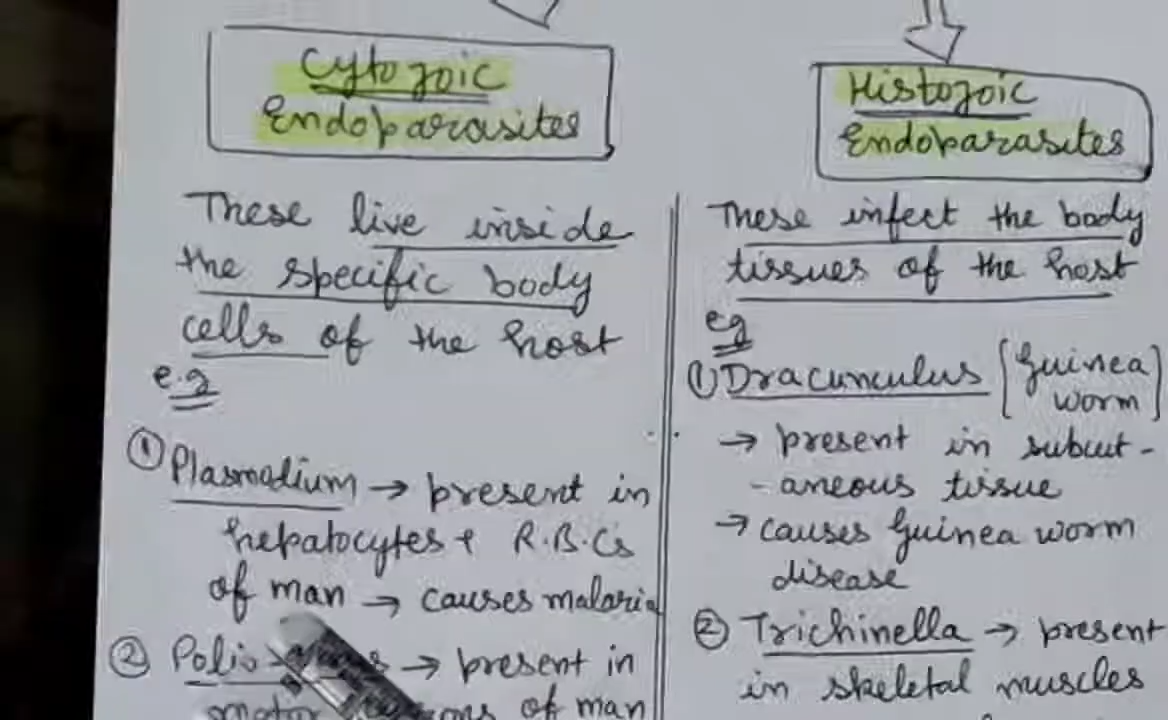 Cytozoic
Endoparasites
These live inside
the specific body
cells of the host
e.g
① Plasmodium → present in
hepatocytes + R.B.Cs
of man → causes malaria
② Polio → present in
motor of man
Histozoic
Endoparasites
These infect the body
tissues of the host
eg
① Dracunculus (Guinea
worm)
→ present in subcut-
-aneous tissue
→ causes Guinea worm
disease
② Trichinella → present
in skeletal muscles